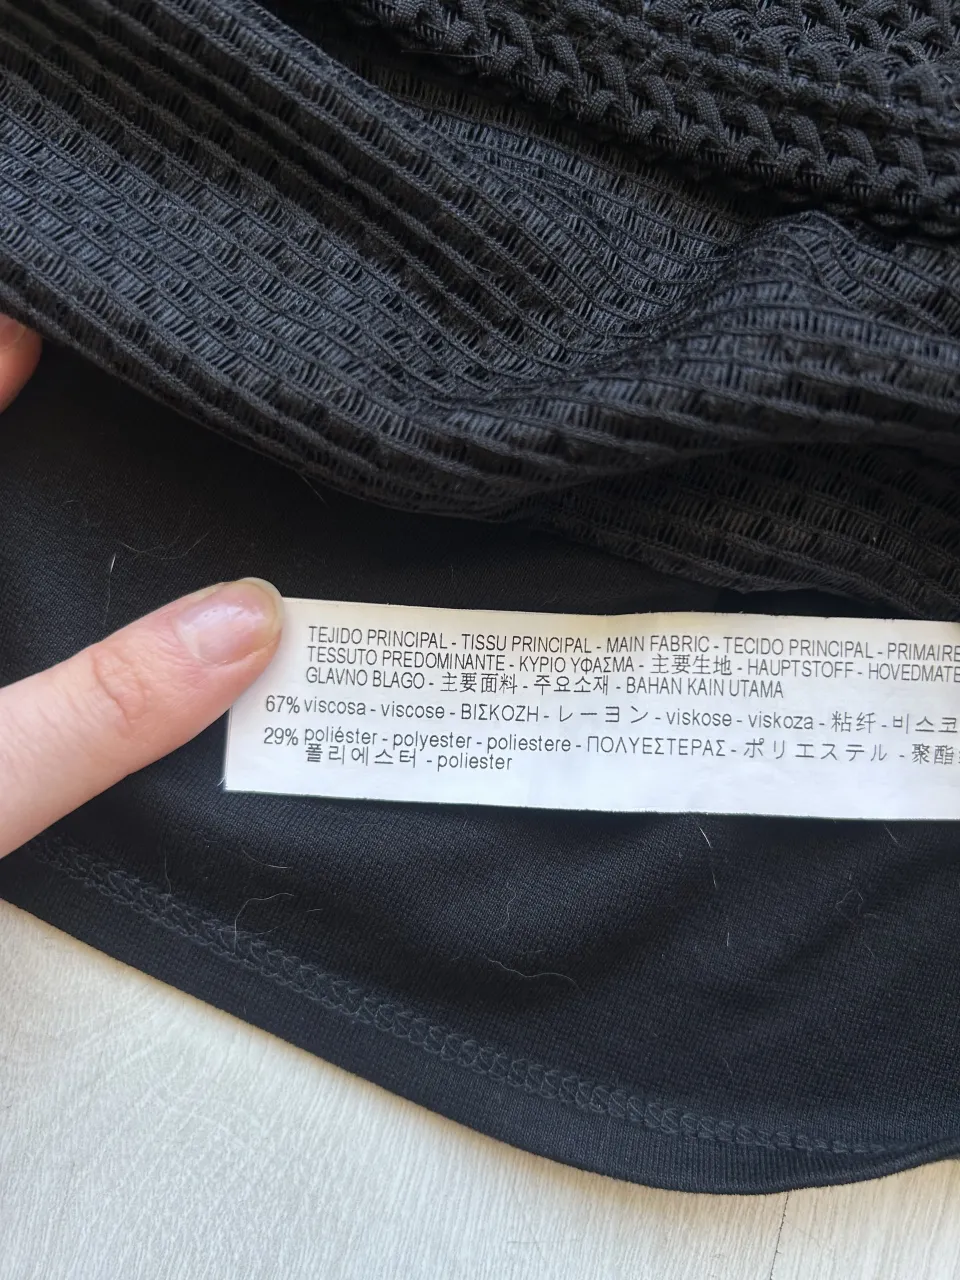 TEJIDO PRINCIPAL - TISSU PRINCIPAL - MAIN FABRIC - TECIDO PRINCIPAL - PRIMAIRE
TESSUTO PREDOMINANTE - ΚΥΡΙΟ ΥΦΑΣΜΑ - 主要生地 - HAUPTSTOFF - HOVEDMATE
GLAVNO BLAGO - 主要面料 - 주요소재 - BAHAN KAIN UTAMA
67% viscosa - viscose - ΒΙΣΚΟΖΗ - レーヨン - viskose - viskoza - 粘纤 - 비스코
29% poliéster - polyester - poliestere - ΠΟΛΥΕΣΤΕΡΑΣ - ポリエステル - 聚酯
폴리에스터 - poliester